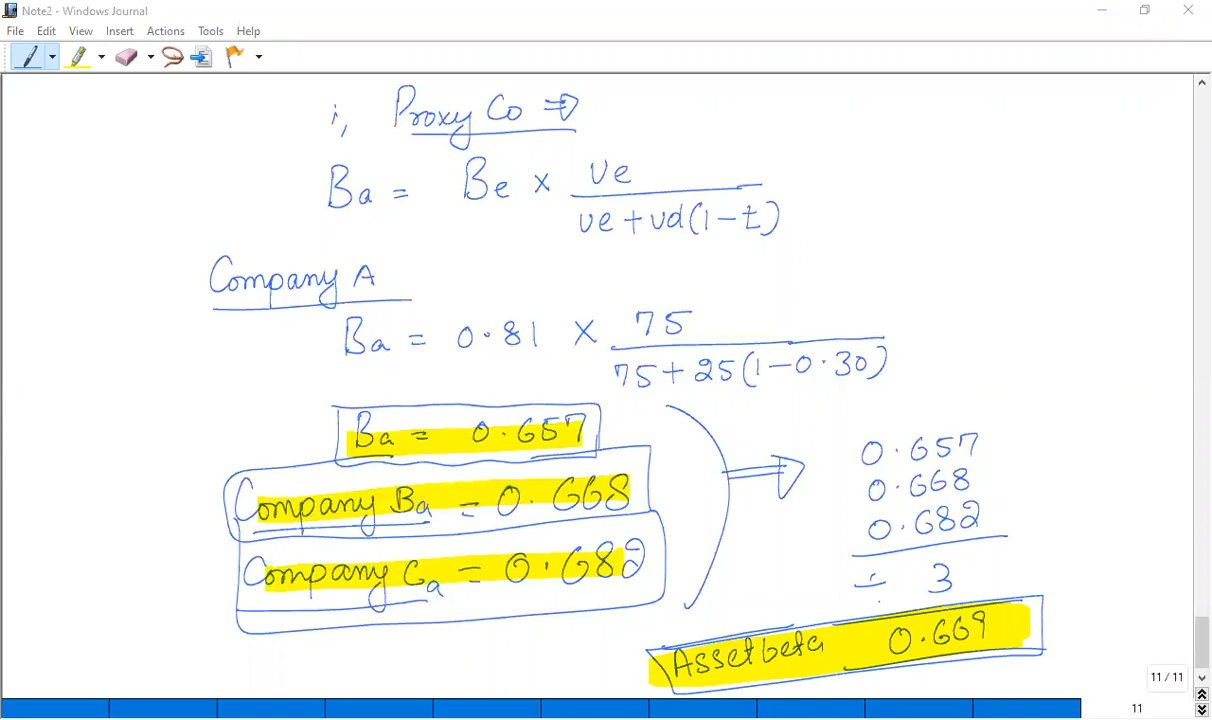 Note2 - Windows Journal
File Edit View Insert Actions Tools Help
i, Proxy Co ⇒
Ba = Be × ve / ve + vd(1-t)
Company A
Ba = 0.81 × 75 / 75 + 25(1-0.30)
Ba = 0.657
Company Ba = 0.668
Company Ca = 0.682
⇒
0.657
0.668
0.682
÷ 3
Asset beta 0.669
11 / 11
11